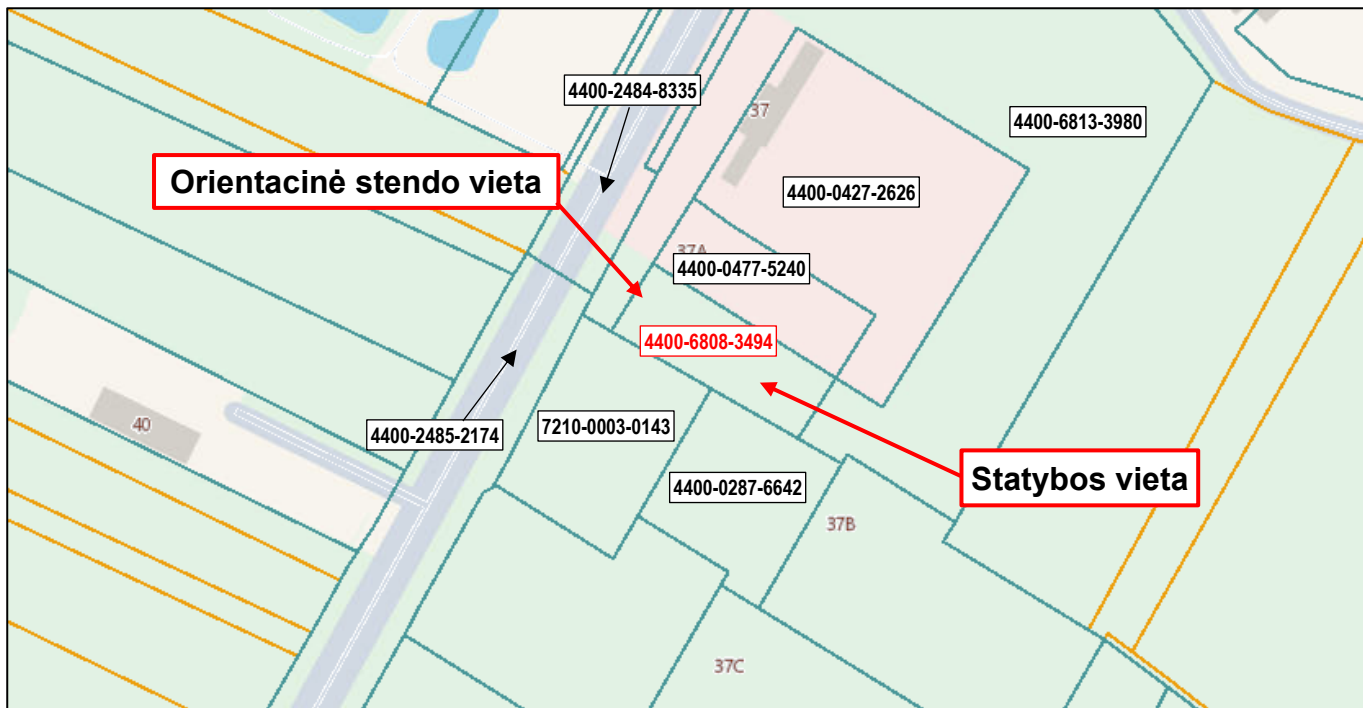 4400-2484-8335
37
4400-6813-3980
Orientacinė stendo vieta
4400-0427-2626
37A
4400-0477-5240
4400-6808-3494
40
4400-2485-2174
7210-0003-0143
4400-0287-6642
Statybos vieta
37B
37C